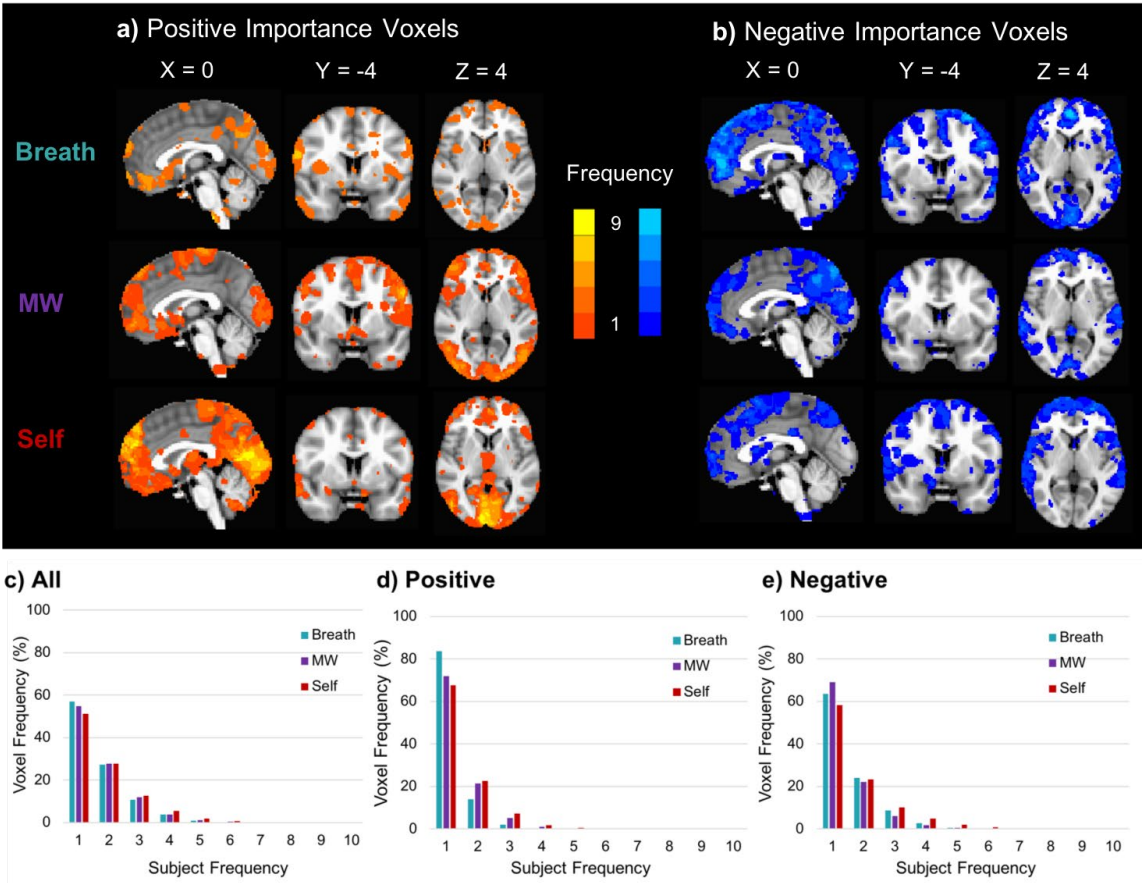 a) Positive Importance Voxels
b) Negative Importance Voxels
X = 0 Y = -4 Z = 4
X = 0 Y = -4 Z = 4
Breath
MW
Self
Frequency
9
1
c) All
Voxel Frequency (%)
100
80
60
40
20
0
Breath
MW
Self
1 2 3 4 5 6 7 8 9 10
Subject Frequency
d) Positive
Voxel Frequency (%)
100
80
60
40
20
0
Breath
MW
Self
1 2 3 4 5 6 7 8 9 10
Subject Frequency
e) Negative
Voxel Frequency (%)
100
80
60
40
20
0
Breath
MW
Self
1 2 3 4 5 6 7 8 9 10
Subject Frequency